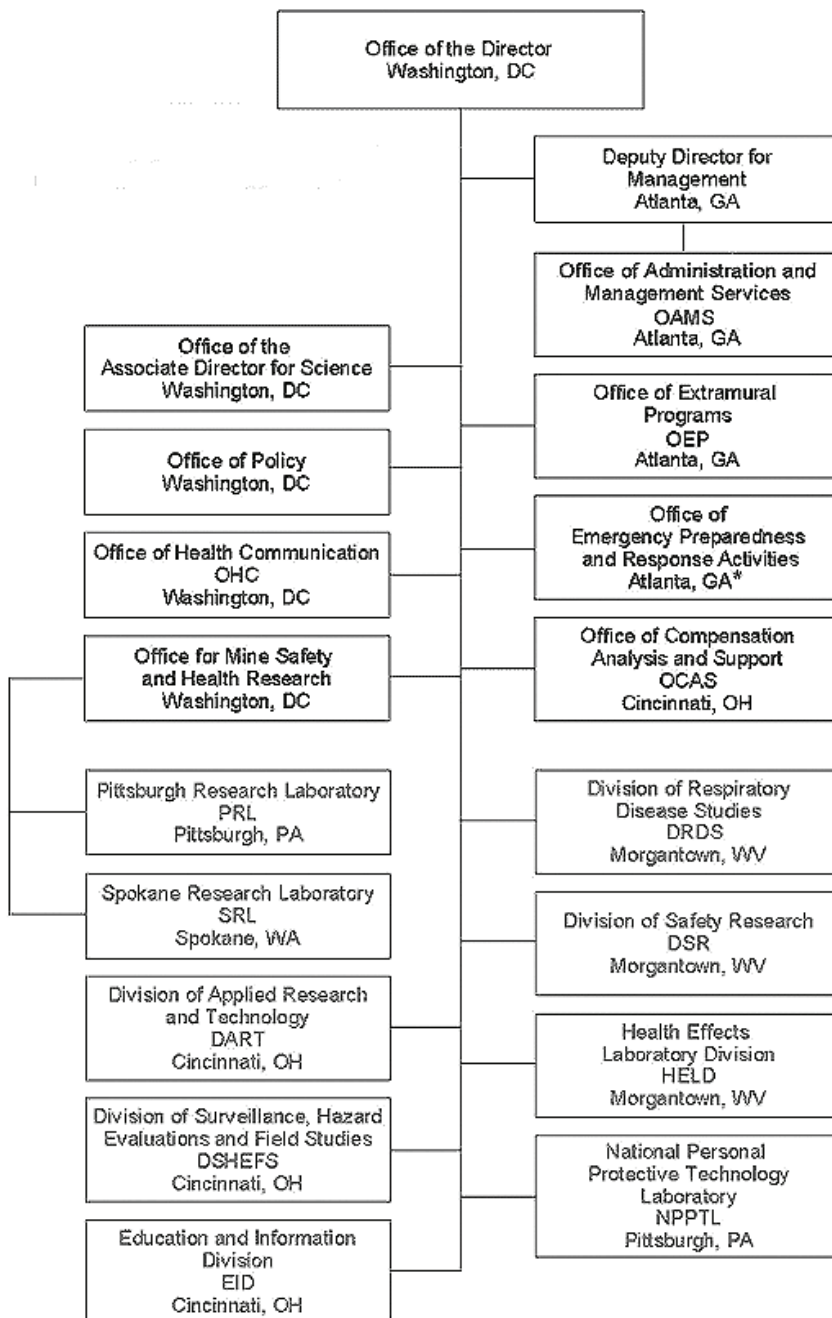 Office of the Director
Washington, DC
Deputy Director for
Management
Atlanta, GA
Office of Administration and
Management Services
OAMS
Atlanta, GA
Office of the
Associate Director for Science
Washington, DC
Office of Extramural
Programs
OEP
Atlanta, GA
Office of Policy
Washington, DC
Office of
Emergency Preparedness
and Response Activities
Atlanta, GA*
Office of Health Communication
OHC
Washington, DC
Office of Compensation
Analysis and Support
OCAS
Cincinnati, OH
Office for Mine Safety
and Health Research
Washington, DC
Pittsburgh Research Laboratory
PRL
Pittsburgh, PA
Division of Respiratory
Disease Studies
DRDS
Morgantown, WV
Spokane Research Laboratory
SRL
Spokane, WA
Division of Safety Research
DSR
Morgantown, WV
Division of Applied Research
and Technology
DART
Cincinnati, OH
Health Effects
Laboratory Division
HELD
Morgantown, WV
Division of Surveillance, Hazard
Evaluations and Field Studies
DSHEFS
Cincinnati, OH
National Personal
Protective Technology
Laboratory
NPPTL
Pittsburgh, PA
Education and Information
Division
EID
Cincinnati, OH